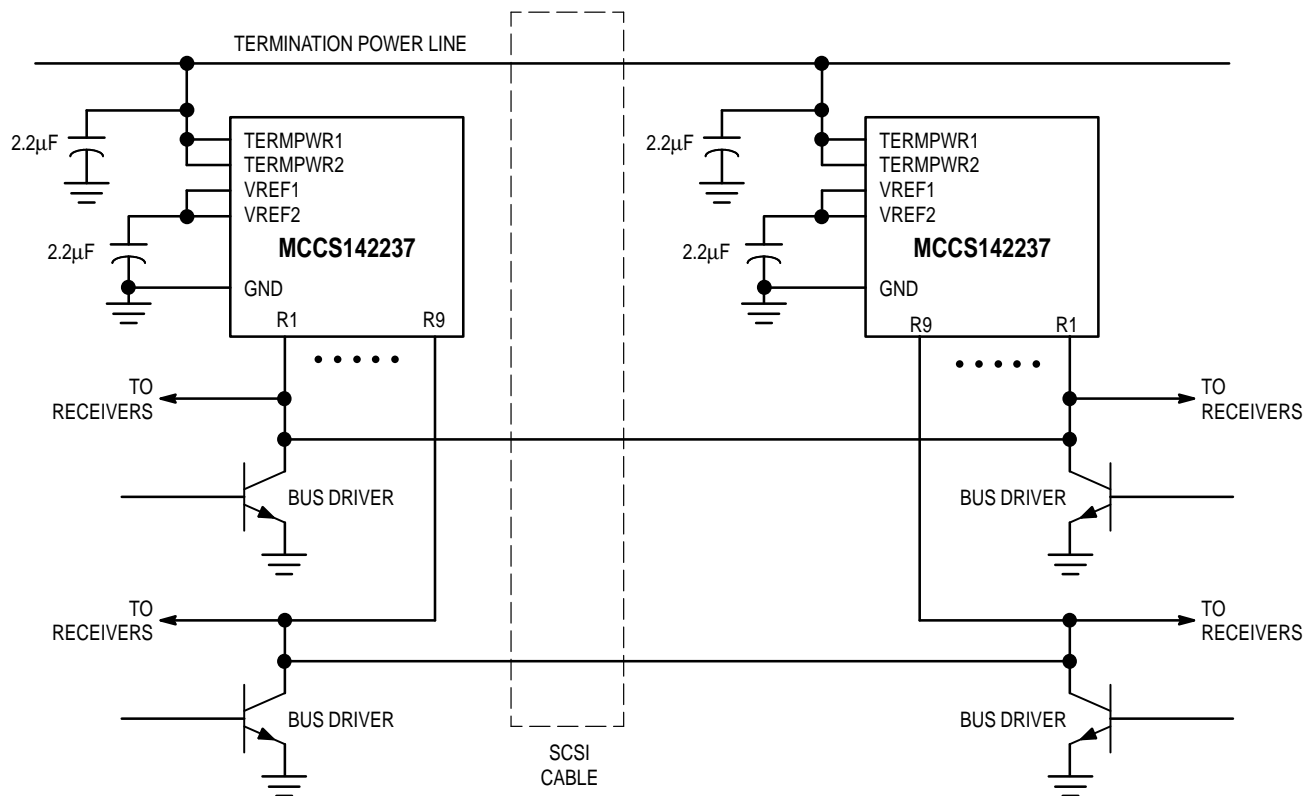 TERMINATION POWER LINE
2.2µF
TERMPWR1
TERMPWR2
VREF1
VREF2
2.2µF
MCCS142237
GND
R1
R9
TO
RECEIVERS
BUS DRIVER
TO
RECEIVERS
BUS DRIVER
SCSI
CABLE
2.2µF
TERMPWR1
TERMPWR2
VREF1
VREF2
2.2µF
MCCS142237
GND
R9
R1
TO
RECEIVERS
BUS DRIVER
TO
RECEIVERS
BUS DRIVER